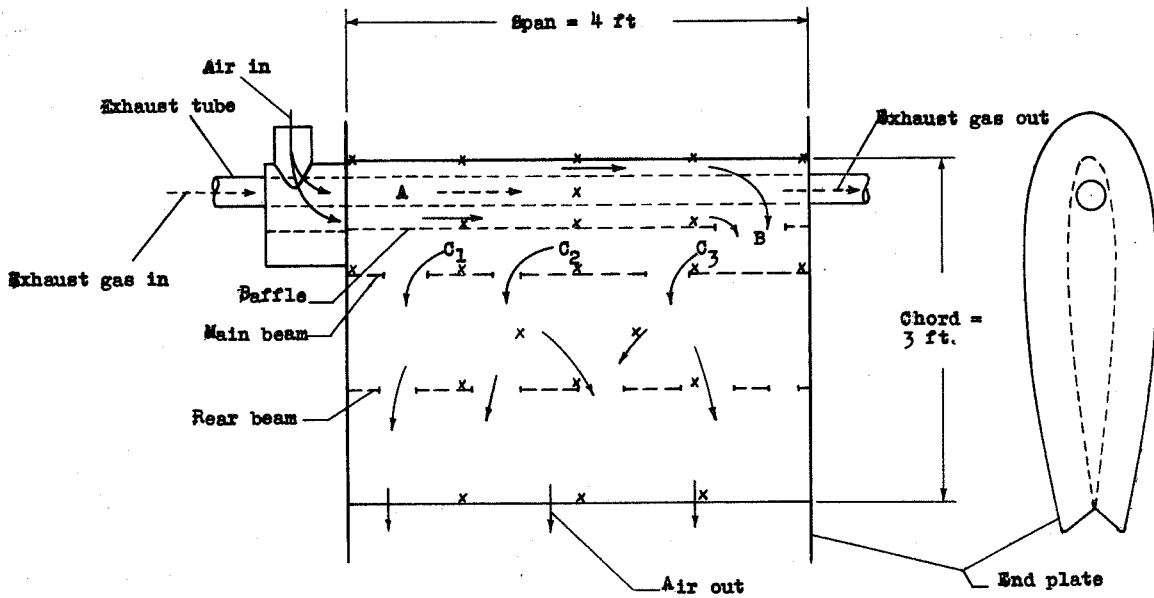 Span = 4 ft
Air in
Exhaust tube
Exhaust gas out
A
B
C1
C2
C3
Exhaust gas in
Baffle
Main beam
Chord =
3 ft.
Rear beam
Air out
End plate